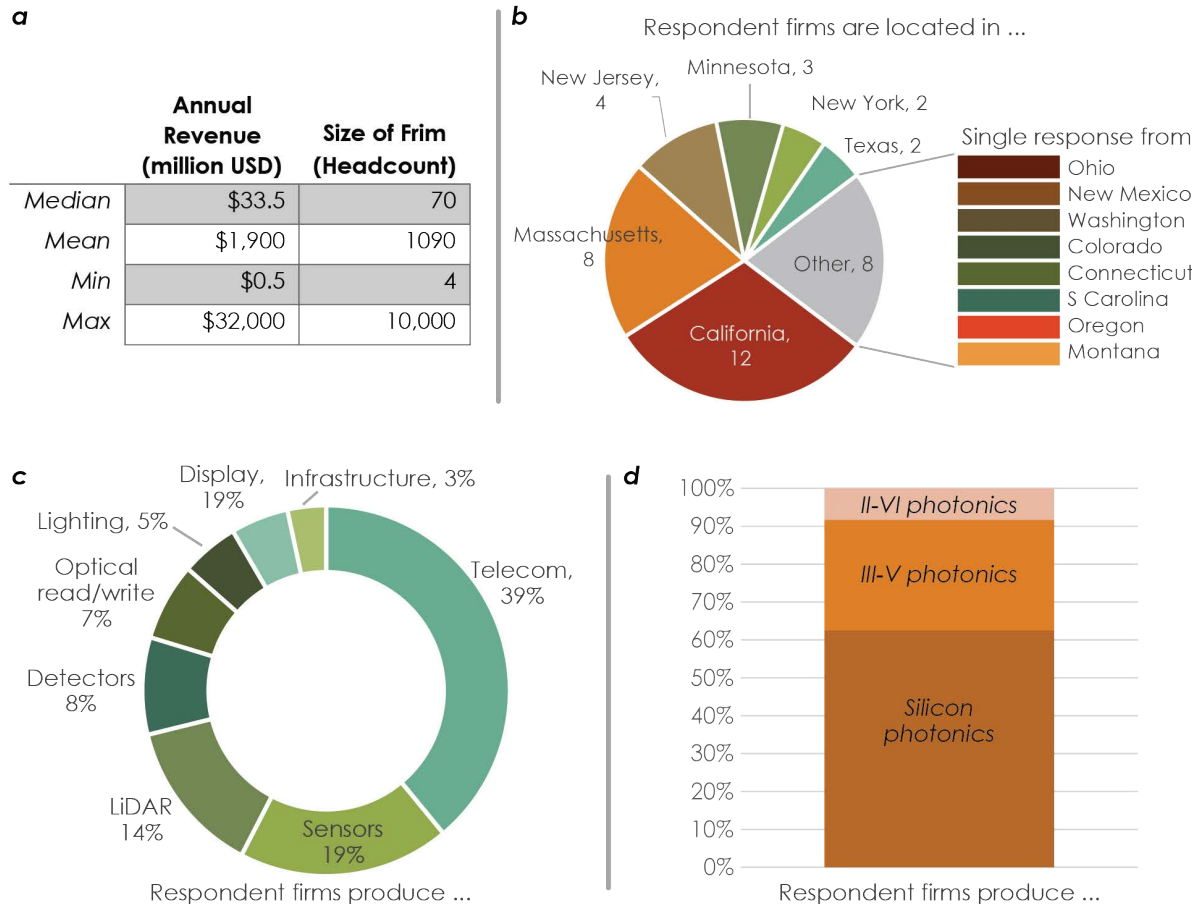 a
Annual
Revenue
(million USD)
Size of Frim
(Headcount)
Median $33.5 70
Mean $1,900 1090
Min $0.5 4
Max $32,000 10,000
b
Respondent firms are located in ...
Minnesota, 3
New Jersey,
4
New York, 2
Texas, 2
Massachusetts,
8
Other, 8
California,
12
Single response from
Ohio
New Mexico
Washington
Colorado
Connecticut
S Carolina
Oregon
Montana
c
Display,
19%
Infrastructure, 3%
Lighting, 5%
Optical
read/write
7%
Telecom,
39%
Detectors
8%
LiDAR
14%
Sensors
19%
Respondent firms produce ...
d
100%
90%
80%
70%
60%
50%
40%
30%
20%
10%
0%
II-VI photonics
III-V photonics
Silicon
photonics
Respondent firms produce ...